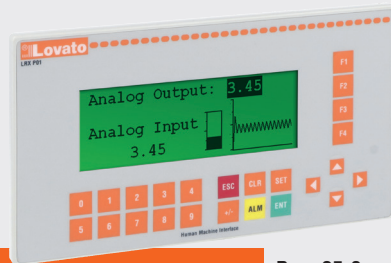 Lovato
LRX P01
Analog Output: 3.45
Analog Input
3.45
F1
F2
F3
F4
0 1 2 3 4
ESC CLR SET
5 6 7 8 9
+/- ALM ENT
Human Machine Interface